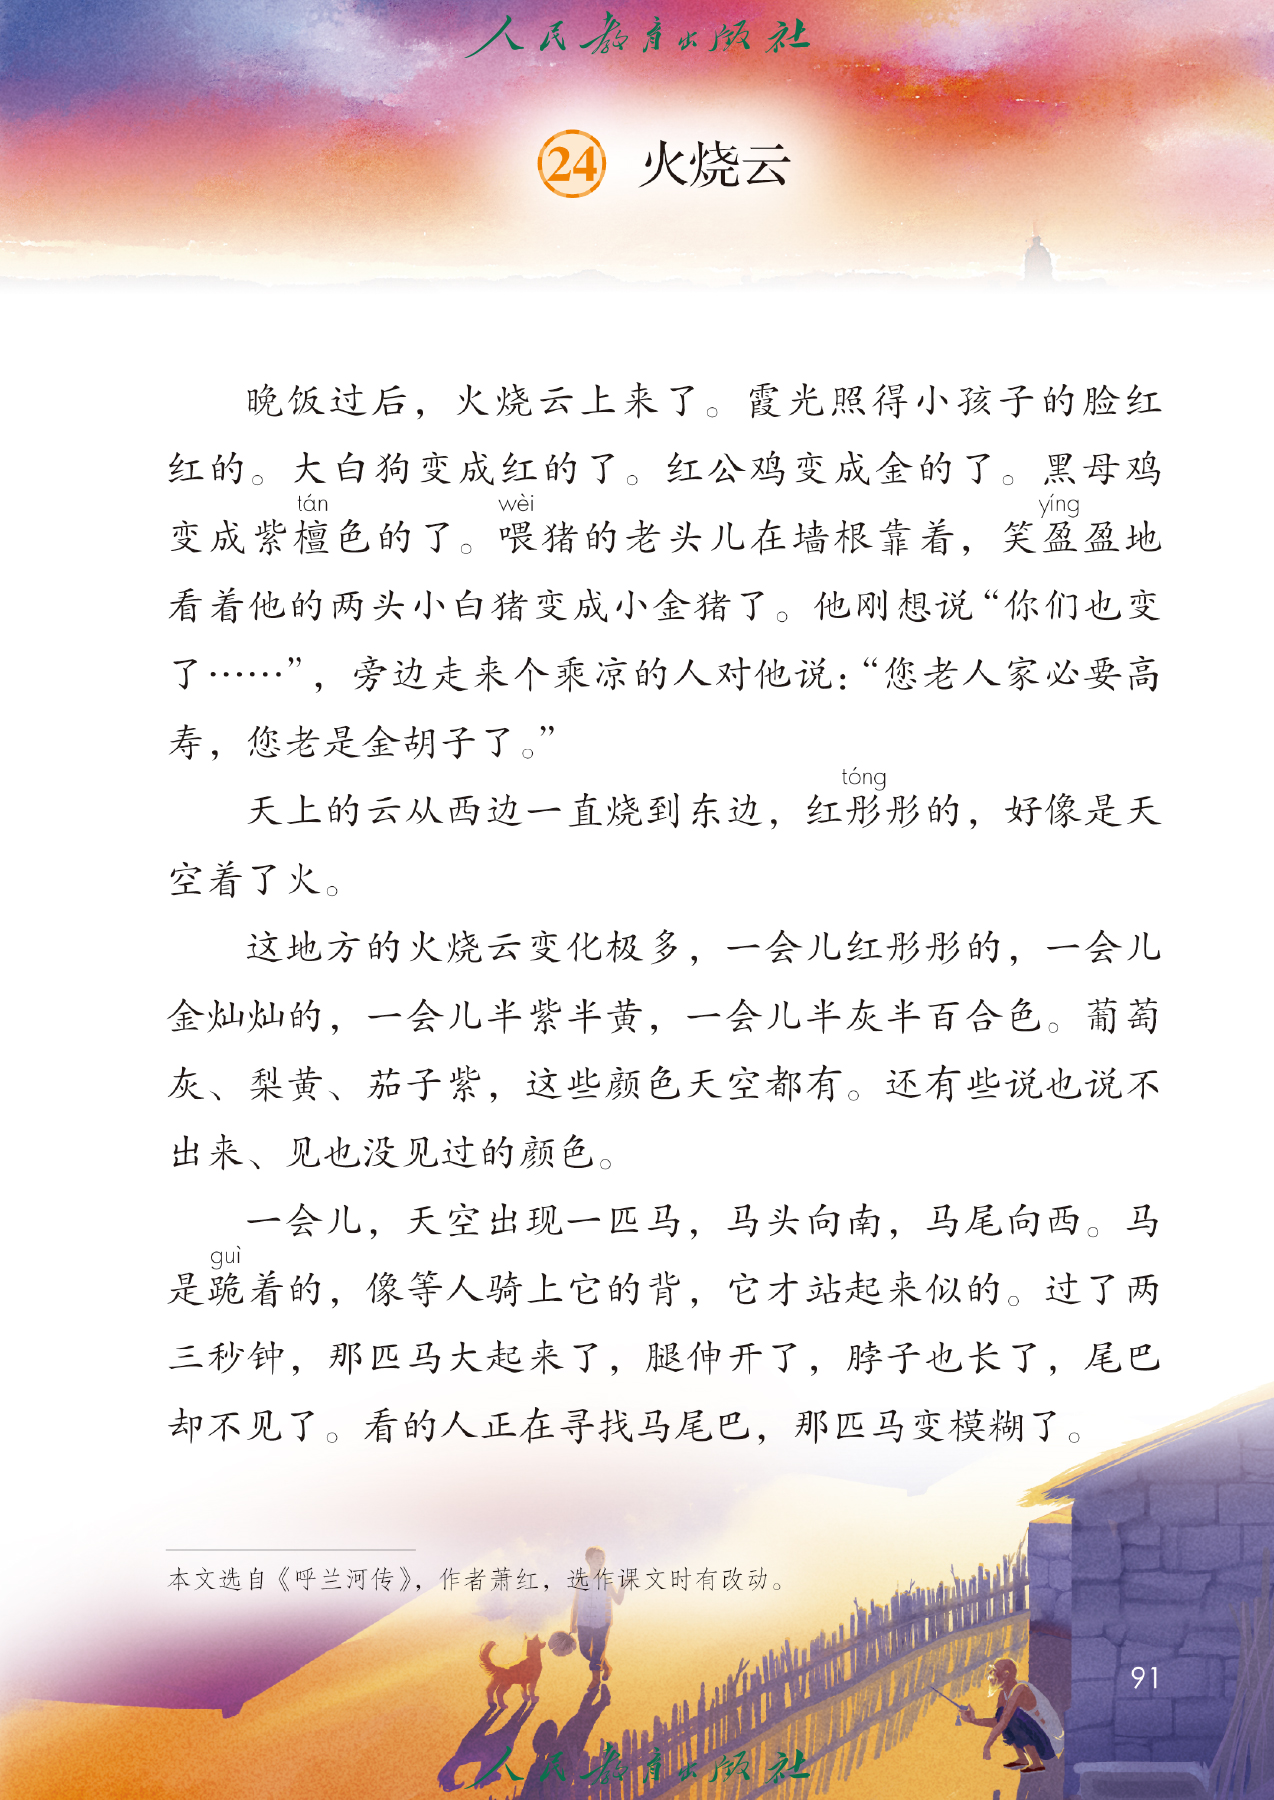 人民教育出版社
24 火烧云
晚饭过后，火烧云上来了。霞光照得小孩子的脸红
红的。大白狗变成红的了。红公鸡变成金的了。黑母鸡
tán wèi yíng
变成紫檀色的了。喂猪的老头儿在墙根靠着，笑盈盈地
看着他的两头小白猪变成小金猪了。他刚想说“你们也变
了……”，旁边走来个乘凉的人对他说：“您老人家必要高
寿，您老是金胡子了。”
tóng
天上的云从西边一直烧到东边，红彤彤的，好像是天
空着了火。
这地方的火烧云变化极多，一会儿红彤彤的，一会儿
金灿灿的，一会儿半紫半黄，一会儿半灰半百合色。葡萄
灰、梨黄、茄子紫，这些颜色天空都有。还有些说也说不
出来、见也没见过的颜色。
一会儿，天空出现一匹马，马头向南，马尾向西。马
guì
是跪着的，像等人骑上它的背，它才站起来似的。过了两
三秒钟，那匹马大起来了，腿伸开了，脖子也长了，尾巴
却不见了。看的人正在寻找马尾巴，那匹马变模糊了。
本文选自《呼兰河传》，作者萧红，选作课文时有改动。
91
人民教育出版社